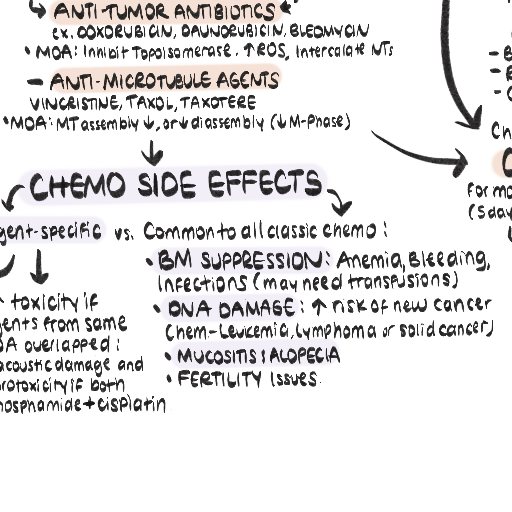 ANTI-TUMOR ANTIBIOTICS
ex. DOXORUBICIN, DAUNORUBICIN, BLEOMYCIN
• MOA: Inhibit Topoisomerase. ↑ROS, Intercalate NTs
– ANTI-MICROTUBULE AGENTS
VINCRISTINE, TAXOL, TAXOTERE
• MOA: MT assembly ↓, or ↓ diassembly (↓ M-Phase)
CHEMO SIDE EFFECTS
gent-specific vs. Common to all classic chemo:
• BM SUPPRESSION: Anemia, Bleeding,
Infections (may need transfusions)
• DNA DAMAGE: ↑ risk of new cancer
(chem-Leukemia, lymphoma or solid cancer)
• MUCOSITIS: ALOPECIA
• FERTILITY Issues.
↑ toxicity if
gents from same
OA overlapped:
acoustic damage and
rotoxicity if both
hosphamide + cisplatin
Ch
C
For mo
(5 day